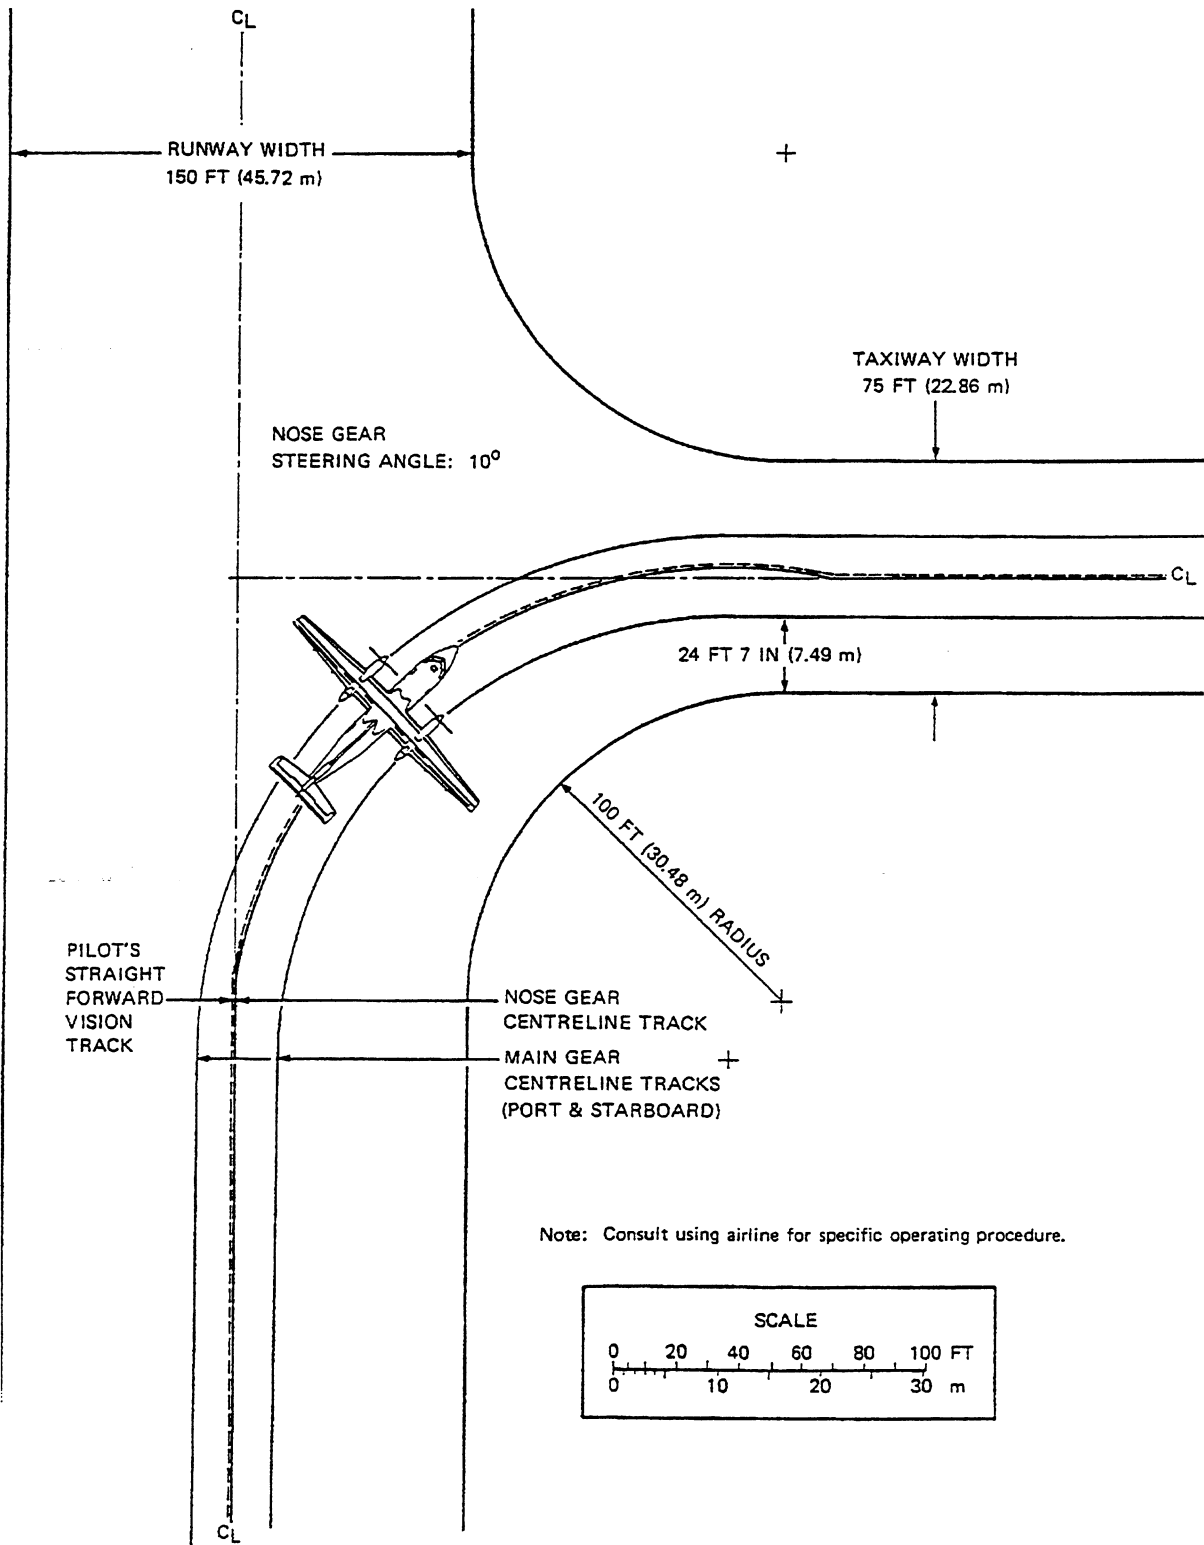 CL
RUNWAY WIDTH
150 FT (45.72 m)
TAXIWAY WIDTH
75 FT (22.86 m)
NOSE GEAR
STEERING ANGLE: 10°
CL
24 FT 7 IN (7.49 m)
100 FT (30.48 m) RADIUS
PILOT'S
STRAIGHT
FORWARD
VISION
TRACK
NOSE GEAR
CENTRELINE TRACK
MAIN GEAR
CENTRELINE TRACKS
(PORT & STARBOARD)
Note: Consult using airline for specific operating procedure.
SCALE
0 20 40 60 80 100 FT
0 10 20 30 m
CL